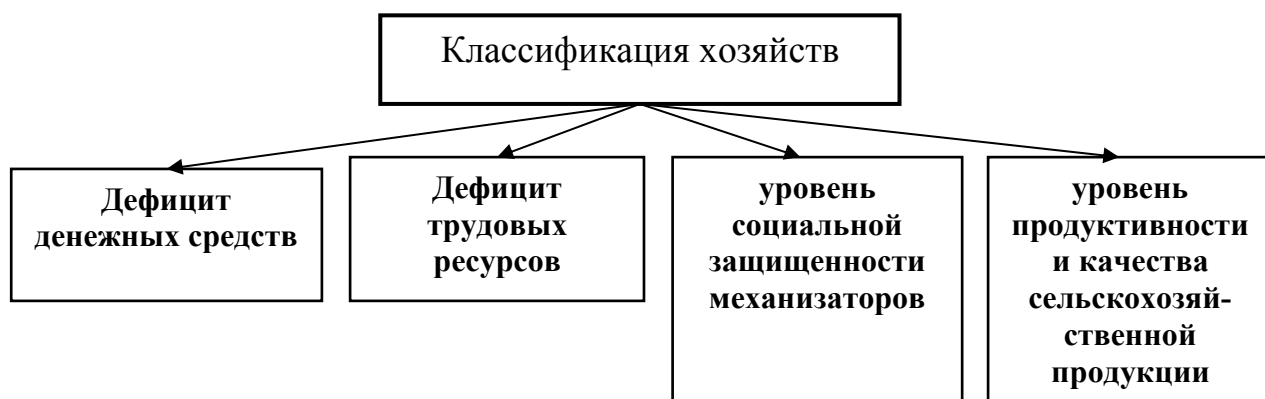 Классификация хозяйств
Дефицит
денежных средств
Дефицит
трудовых
ресурсов
уровень
социальной
защищенности
механизаторов
уровень
продуктивности
и качества
сельскохозяй-
ственной
продукции